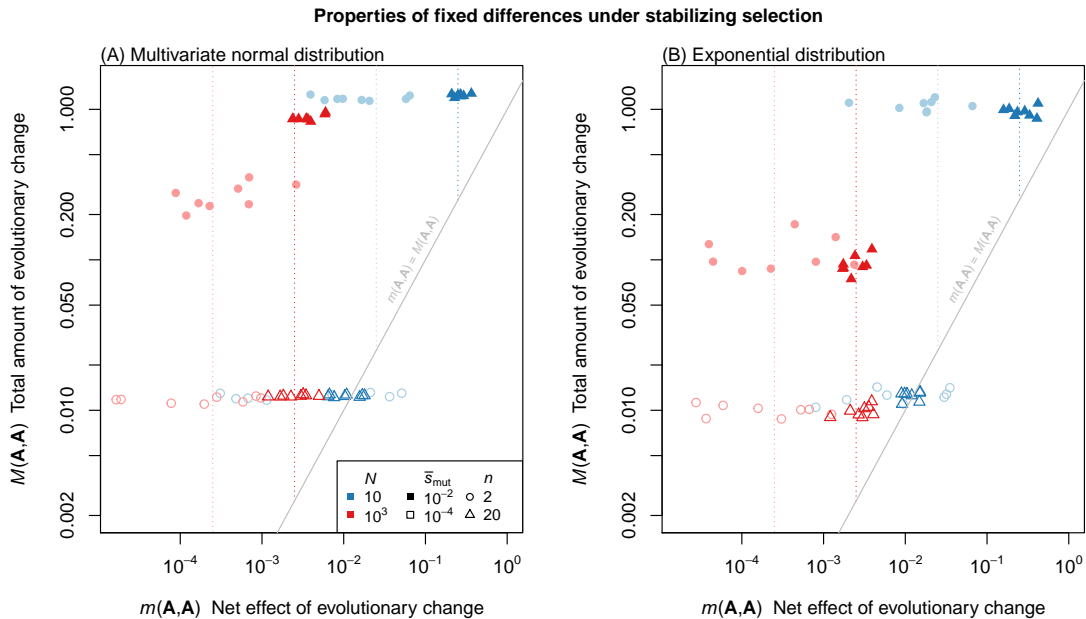 Properties of fixed differences under stabilizing selection
(A) Multivariate normal distribution
M(A,A) Total amount of evolutionary change
1.000
0.200
0.050
0.010
0.002
m(A,A) = M(A,A)
N s̅mut n
10 10⁻² 2
10³ 10⁻⁴ 20
10⁻⁴ 10⁻³ 10⁻² 10⁻¹ 10⁰
m(A,A) Net effect of evolutionary change
(B) Exponential distribution
M(A,A) Total amount of evolutionary change
1.000
0.200
0.050
0.010
0.002
m(A,A) = M(A,A)
10⁻⁴ 10⁻³ 10⁻² 10⁻¹ 10⁰
m(A,A) Net effect of evolutionary change